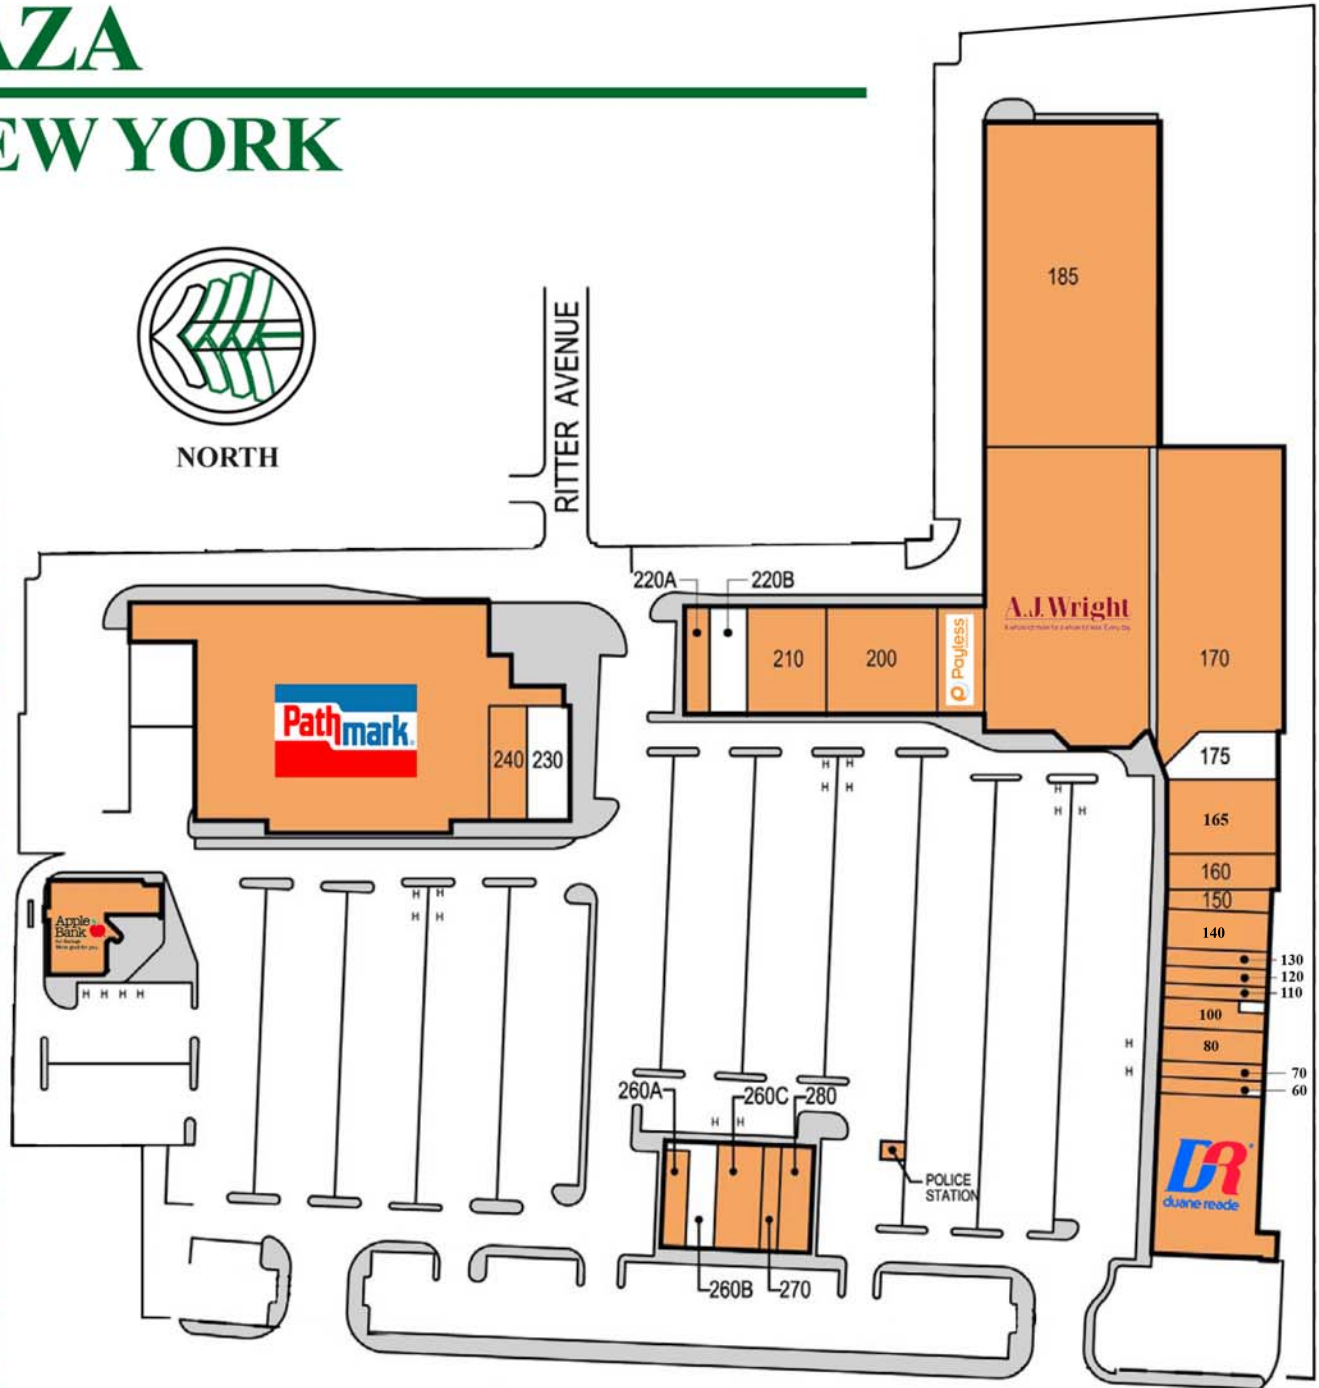 AZA
EW YORK
NORTH
RITTER AVENUE
185
220A
220B
210
200
Payless
A.J.Wright
170
175
Pathmark
240
230
165
160
150
140
130
120
110
100
80
70
60
Apple
Bank
H H
H H
H H
H H
H
H H
H H H H
H
H
260A
260C
280
H H
POLICE
STATION
260B
270
DR
duane reade